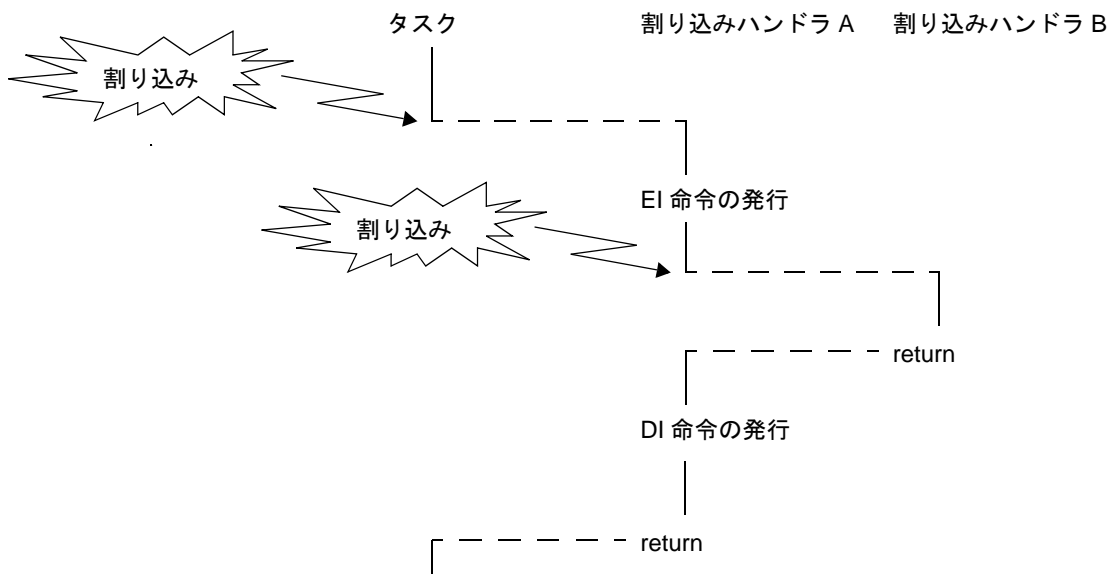 タスク 割り込みハンドラ A 割り込みハンドラ B
割り込み
EI 命令の発行
割り込み
return
DI 命令の発行
return